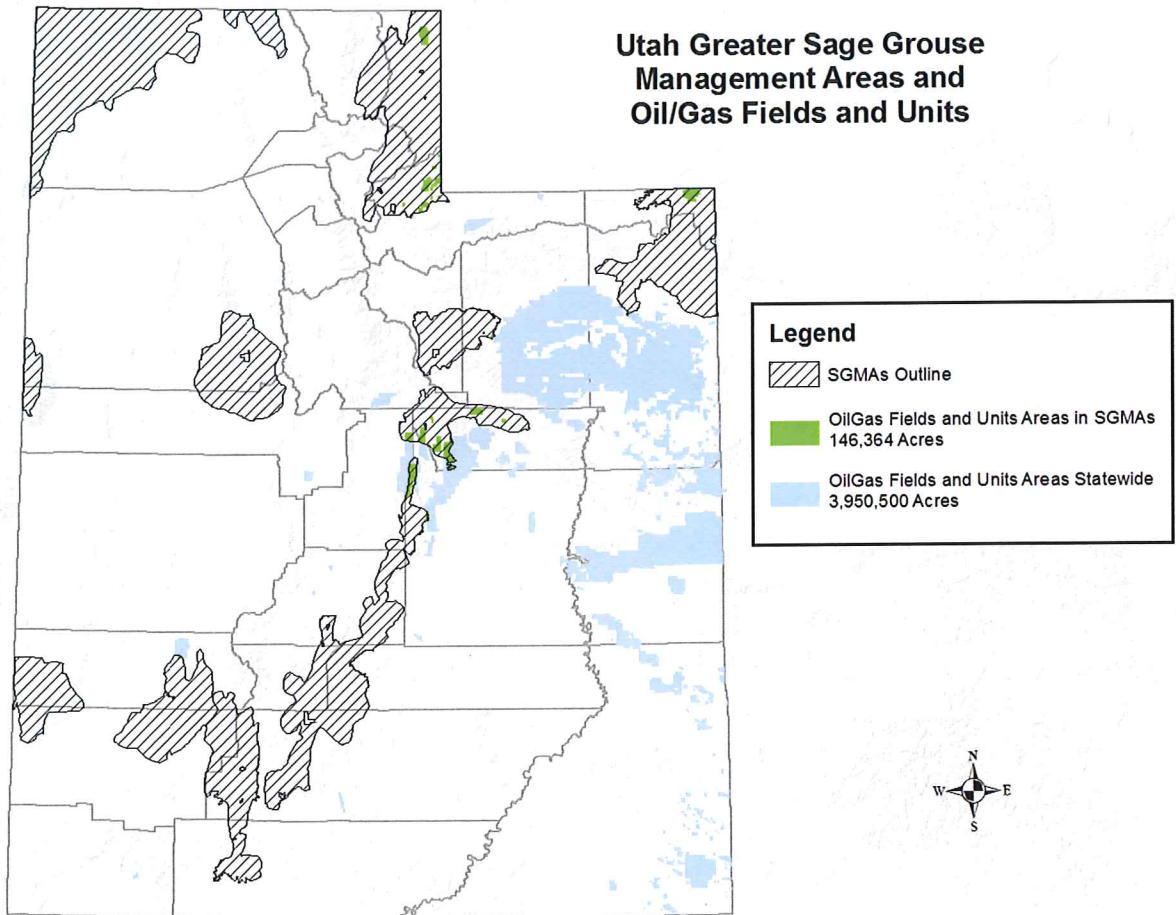 Utah Greater Sage Grouse
Management Areas and
Oil/Gas Fields and Units
Legend
SGMAs Outline
OilGas Fields and Units Areas in SGMAs
146,364 Acres
OilGas Fields and Units Areas Statewide
3,950,500 Acres
N
W
E
S